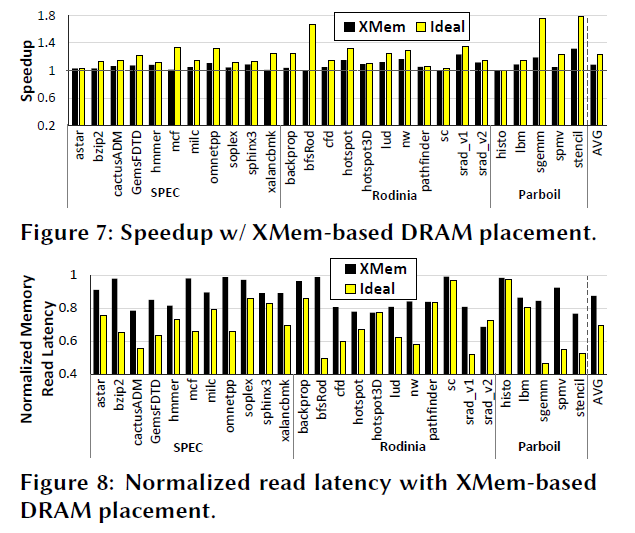 XMem Ideal
Speedup
1.8
1.4
1
0.6
0.2
astar
bzip2
cactusADM
GemsFDTD
hmmer
mcf
milc
omnetpp
soplex
sphinx3
xalancbmk
backprop
bfsRod
cfd
hotspot
hotspot3D
lud
nw
pathfinder
sc
srad_v1
srad_v2
histo
lbm
sgemm
spmv
stencil
AVG
SPEC Rodinia Parboil
Figure 7: Speedup w/ XMem-based DRAM placement.
XMem
Ideal
Normalized Memory
Read Latency
1
0.8
0.6
0.4
astar
bzip2
cactusADM
GemsFDTD
hmmer
mcf
milc
omnetpp
soplex
sphinx3
xalancbmk
backprop
bfsRod
cfd
hotspot
hotspot3D
lud
nw
pathfinder
sc
srad_v1
srad_v2
histo
lbm
sgemm
spmv
stencil
AVG
SPEC Rodinia Parboil
Figure 8: Normalized read latency with XMem-based
DRAM placement.